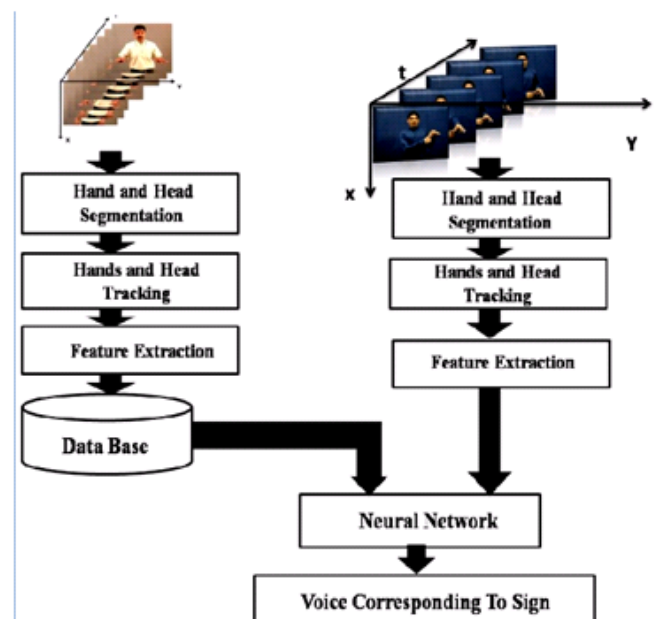 t
Y
X
Y
X
Hand and Head
Segmentation
Hands and Head
Tracking
Feature Extraction
Data Base
Hand and Head
Segmentation
Hands and Head
Tracking
Feature Extraction
Neural Network
Voice Corresponding To Sign